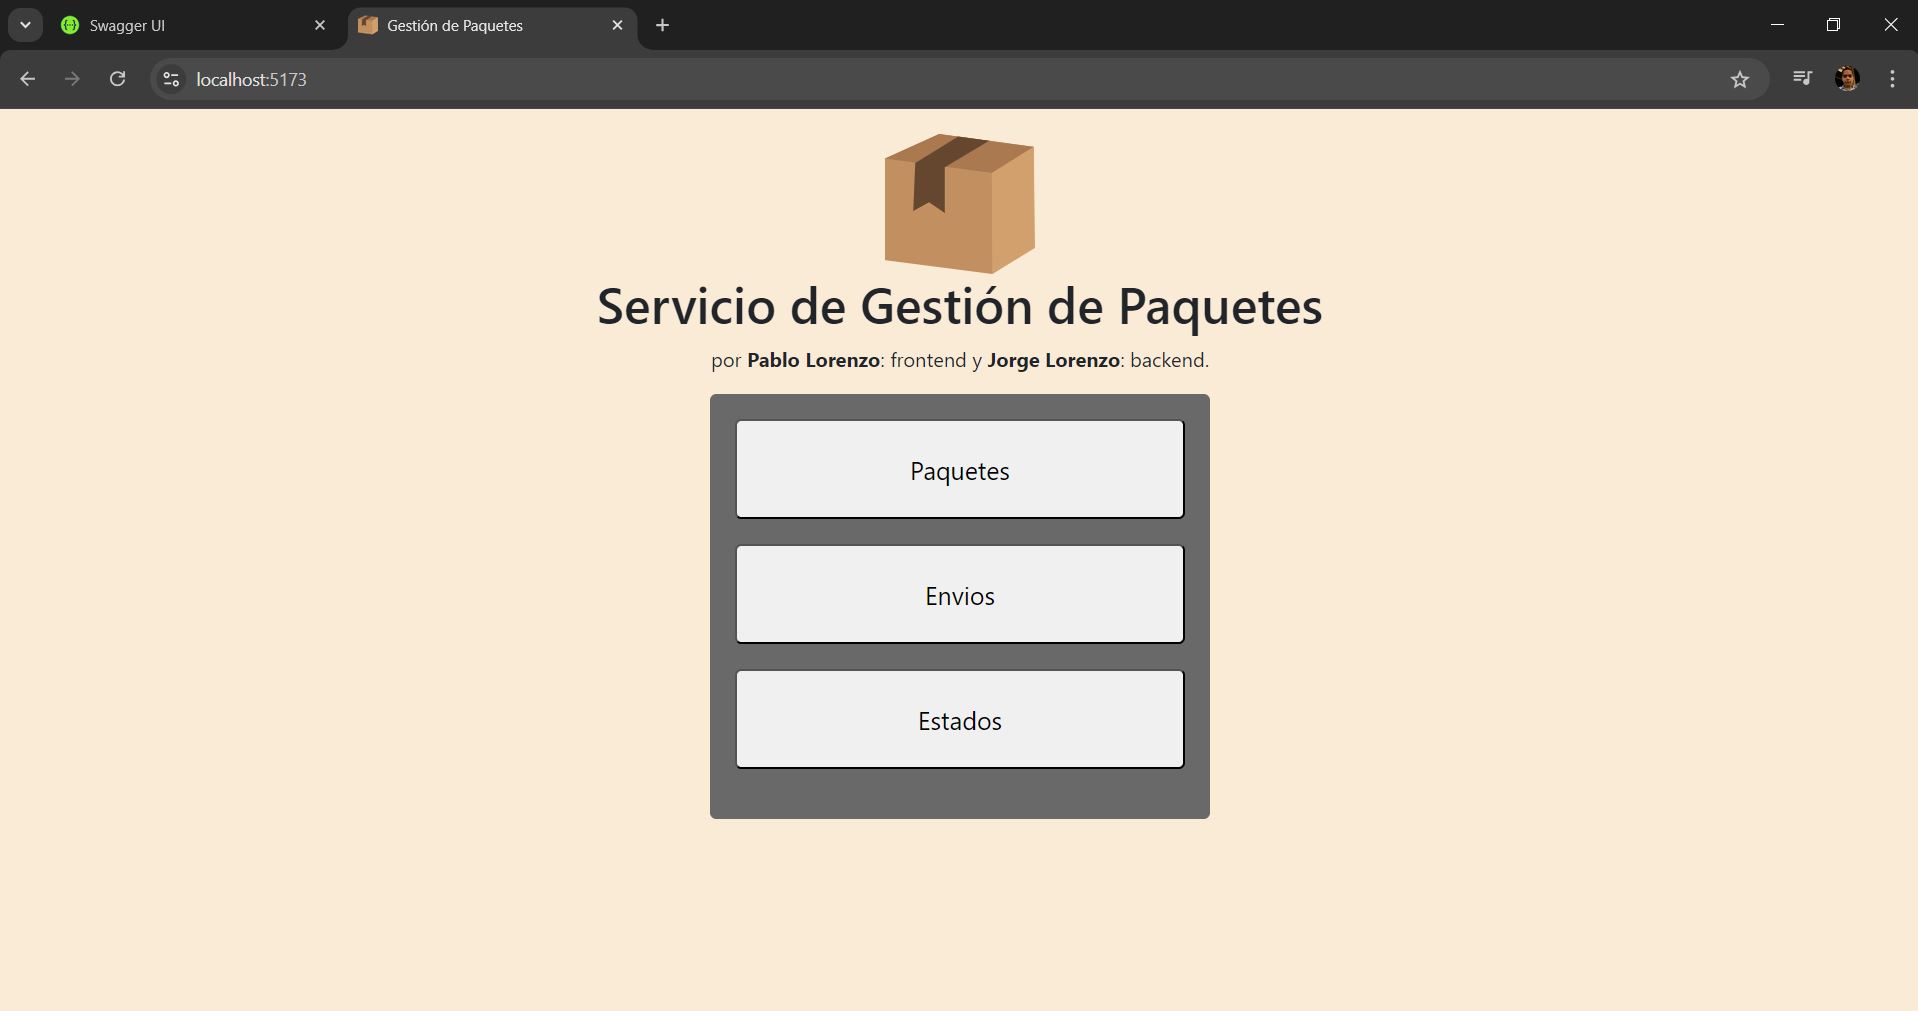 Swagger UI
Gestión de Paquetes
localhost:5173
Servicio de Gestión de Paquetes
por Pablo Lorenzo: frontend y Jorge Lorenzo: backend.
Paquetes
Envios
Estados